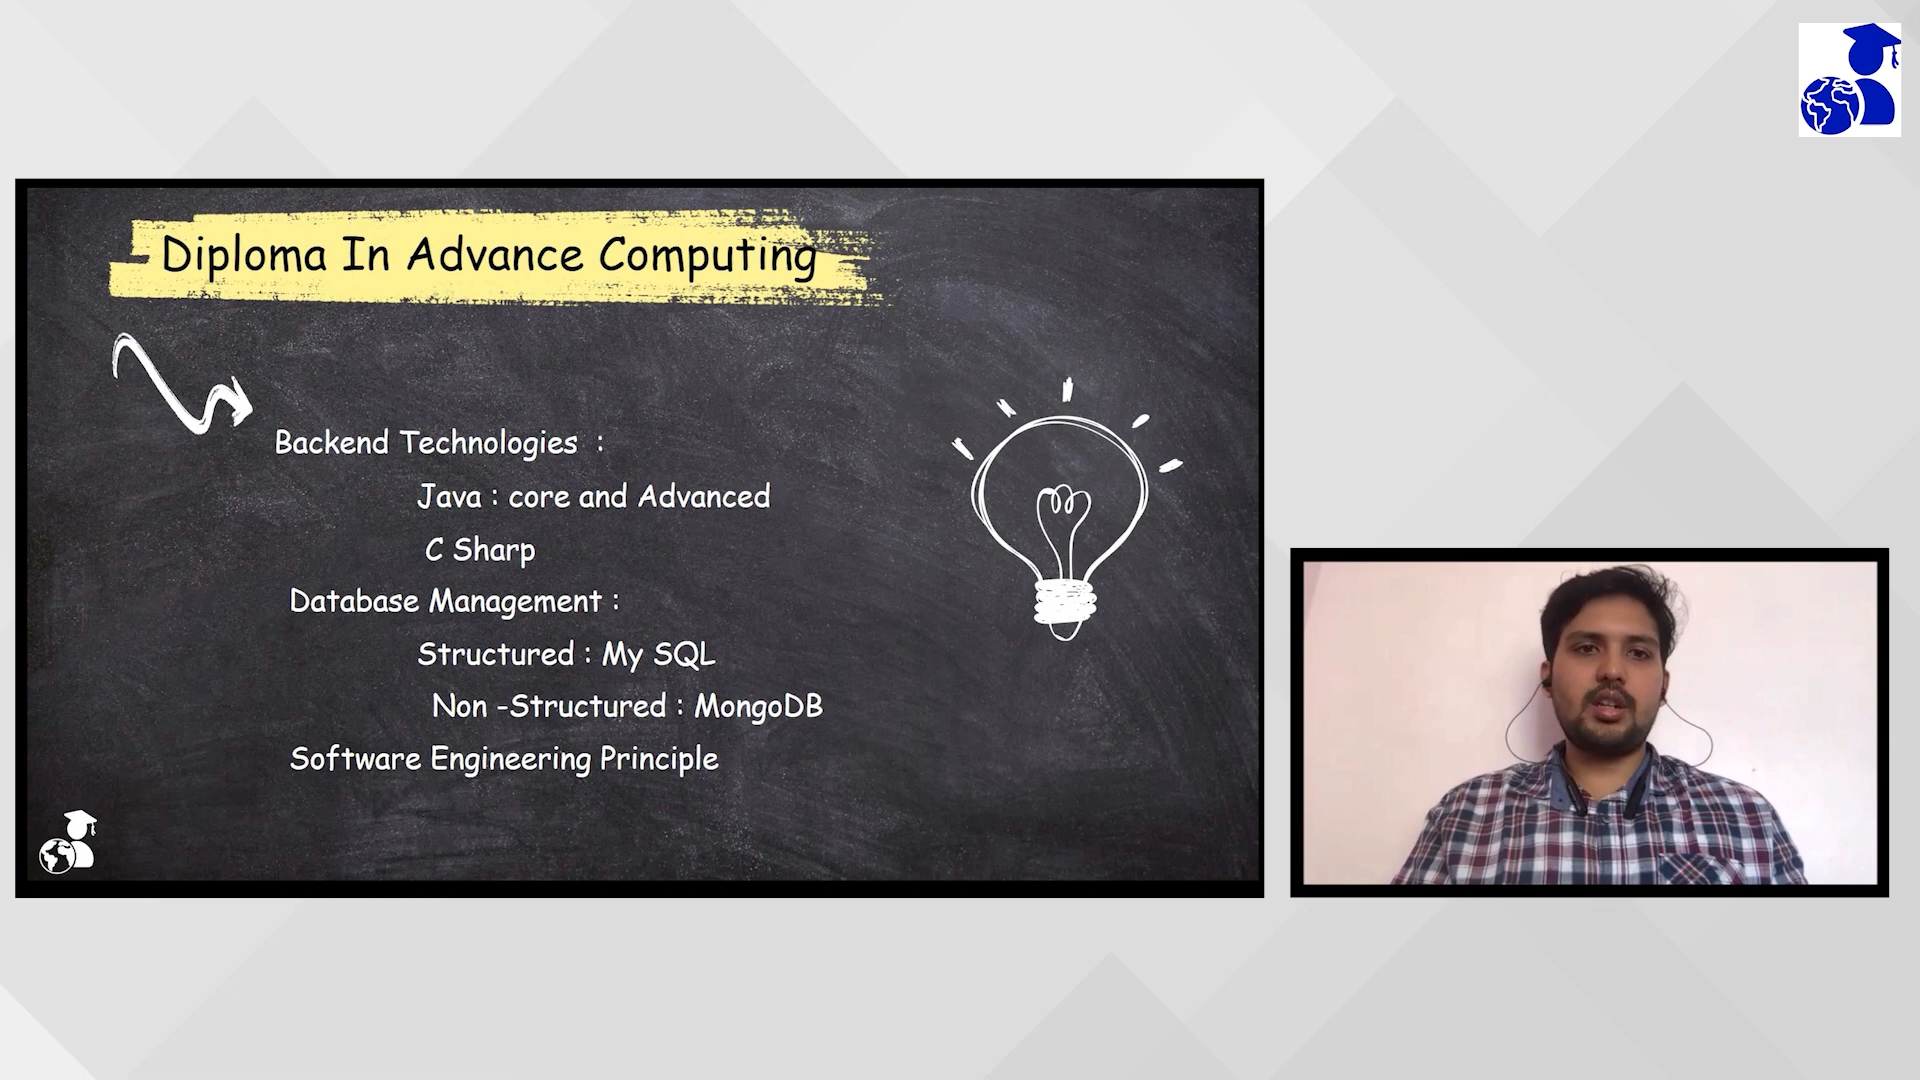 Diploma In Advance Computing
Backend Technologies :
Java : core and Advanced
C Sharp
Database Management :
Structured : My SQL
Non -Structured : MongoDB
Software Engineering Principle